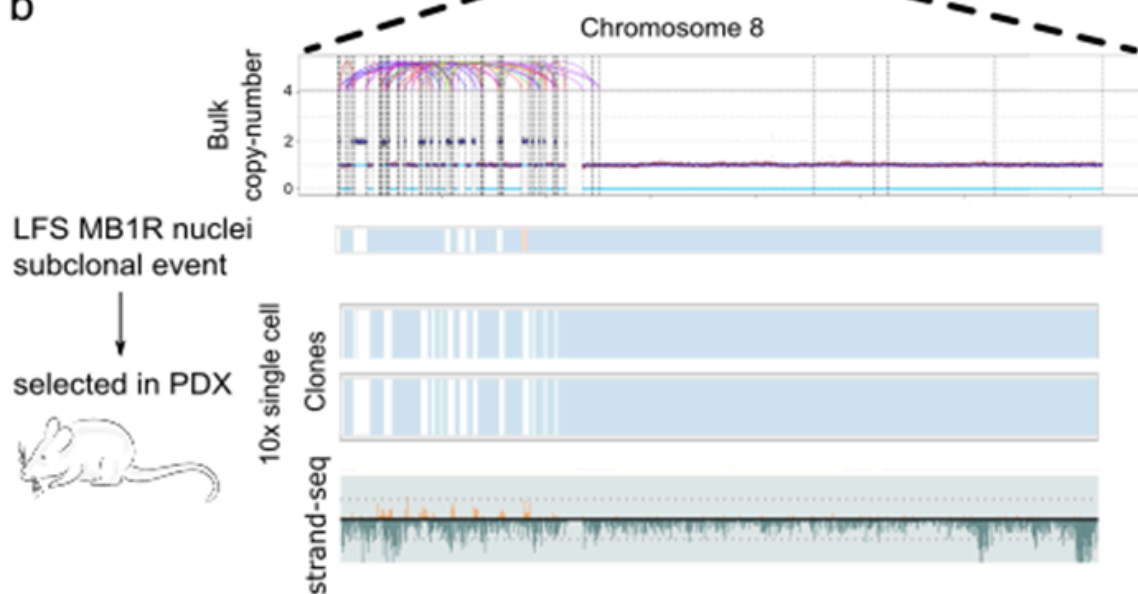 b
Chromosome 8
Bulk
copy-number
4
2
0
LFS MB1R nuclei
subclonal event
selected in PDX
10x single cell
Clones
strand-seq